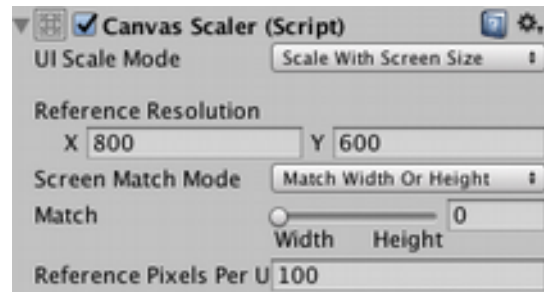 Canvas Scaler (Script)
UI Scale Mode Scale With Screen Size
Reference Resolution
X 800 Y 600
Screen Match Mode Match Width Or Height
Match 0
Width Height
Reference Pixels Per U 100